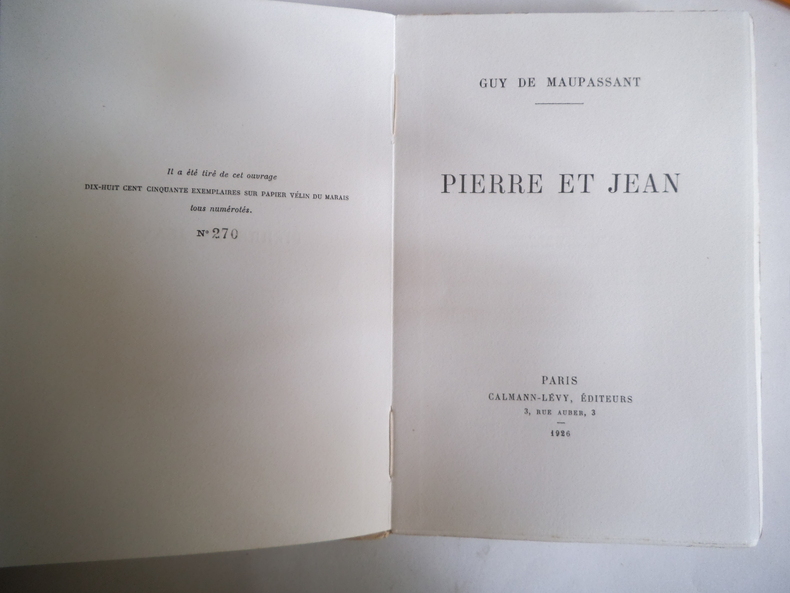 Il a été tiré de cet ouvrage
DIX-HUIT CENT CINQUANTE EXEMPLAIRES SUR PAPIER VÉLIN DU MARAIS
tous numérotés.
N° 270
GUY DE MAUPASSANT
PIERRE ET JEAN
PARIS
CALMANN-LÉVY, ÉDITEURS
3, RUE AUBER, 3
1926